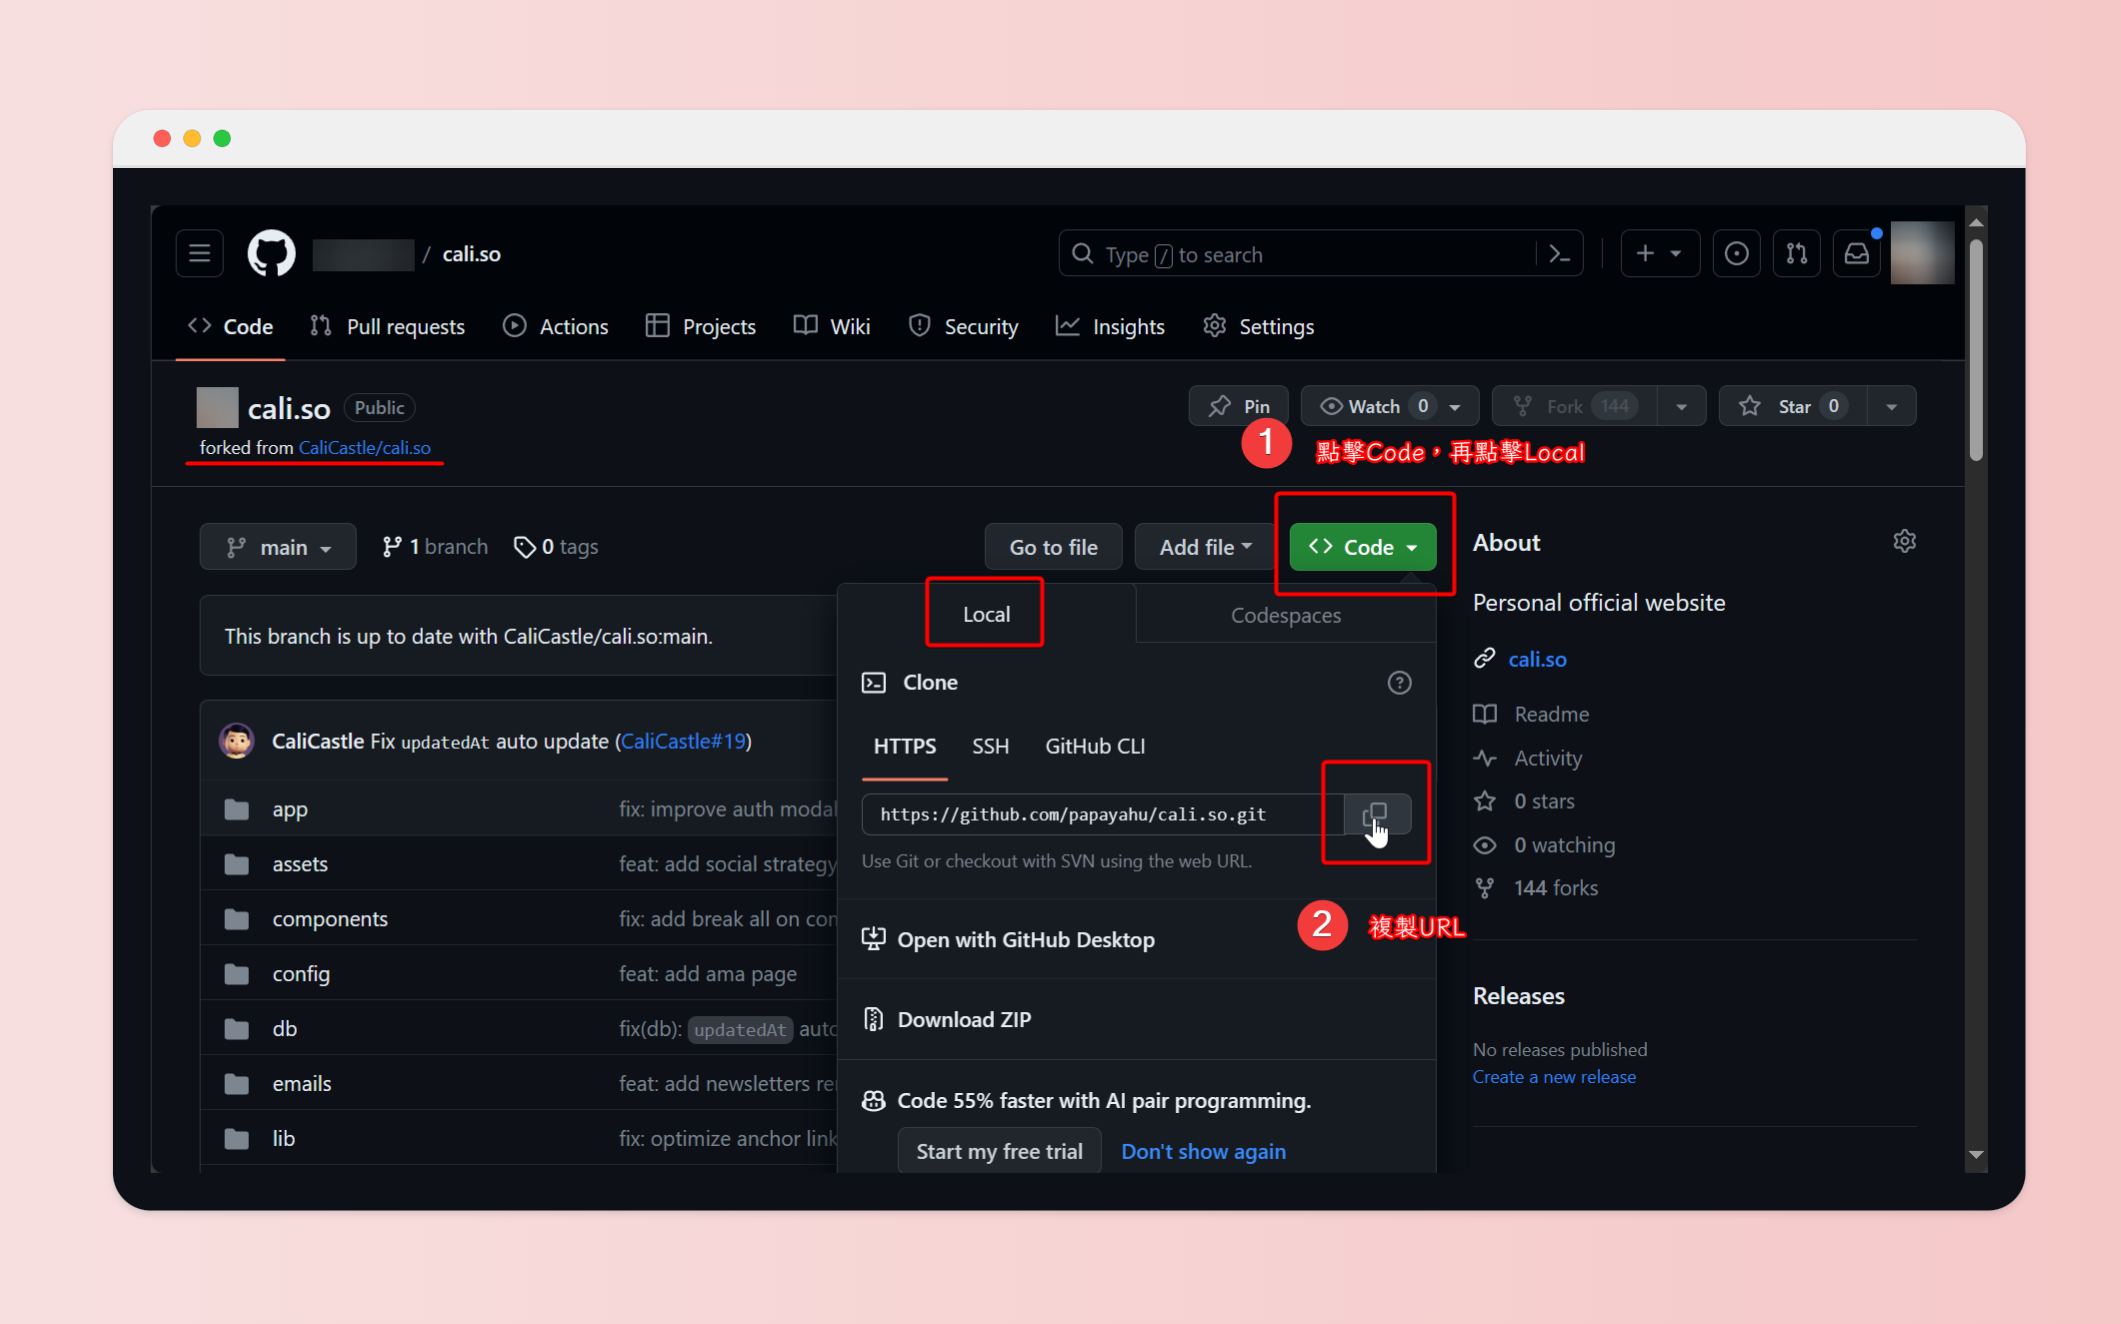 / cali.so
Type / to search
Code Pull requests Actions Projects Wiki Security Insights Settings
cali.so Public
forked from CaliCastle/cali.so
Pin Watch 0 Fork 144 Star 0
1 點擊Code，再點擊Local
main 1 branch 0 tags
Go to file Add file Code
This branch is up to date with CaliCastle/cali.so:main.
CaliCastle Fix updatedAt auto update (CaliCastle#19)
app fix: improve auth modal
assets feat: add social strategy
components fix: add break all on con
config feat: add ama page
db fix(db): updatedAt auto
emails feat: add newsletters re
lib fix: optimize anchor link
Local Codespaces
Clone
HTTPS SSH GitHub CLI
https://github.com/papayahu/cali.so.git
Use Git or checkout with SVN using the web URL.
2 複製URL
Open with GitHub Desktop
Download ZIP
Code 55% faster with AI pair programming.
Start my free trial Don't show again
About
Personal official website
cali.so
Readme
Activity
0 stars
0 watching
144 forks
Releases
No releases published
Create a new release